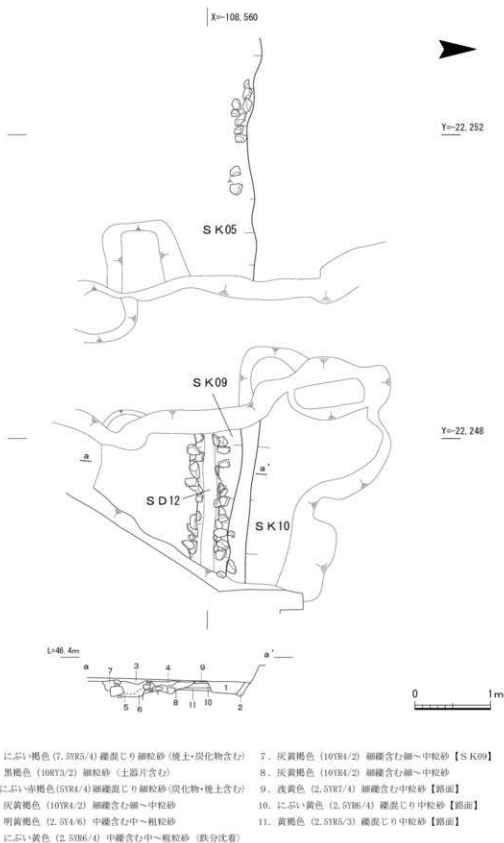 X=-108,560
Y=-22,252
SK05
SK09
Y=-22,248
a
a'
SD12
SK10
L=46.4m
a
a'
7
3
4
9
1
5
6
8
11
10
2
0
1m
にぶい褐色 (7.5YR5/4) 礫混じり細粒砂 (焼土・炭化物含む)
黒褐色 (10RY3/2) 細粒砂 (土器片含む)
にぶい赤褐色(5YR4/4)細礫混じり細粒砂(炭化物・焼土含む)
灰黄褐色 (10YR4/2) 細礫含む細~中粒砂
明黄褐色 (2.5Y4/6) 中礫含む中~粗粒砂
にぶい黄色 (2.5YR6/4) 中礫含む中~粗粒砂 (鉄分沈着)
7. 灰黄褐色 (10YR4/2) 細礫含む細~中粒砂【SK09】
8. 灰黄褐色 (10YR4/2) 細礫含む細~中粒砂
9. 浅黄色 (2.5YR7/4) 細礫含む中粒砂【路面】
10. にぶい黄色 (2.5YR6/4) 礫混じり中粒砂【路面】
11. 黄褐色 (2.5YR5/3) 礫混じり中粒砂【路面】